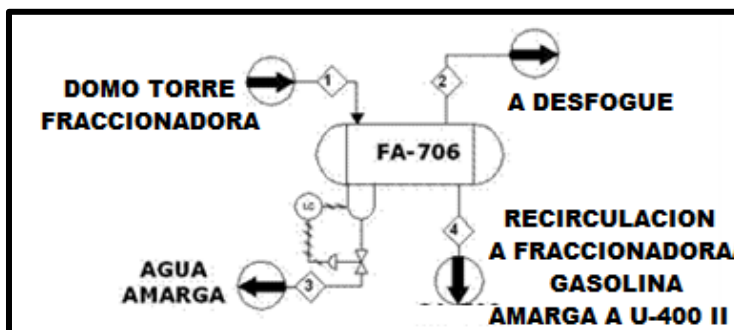 DOMO TORRE
FRACCIONADORA
1
2
A DESFOGUE
FA-706
LC
AGUA
AMARGA
3
4
RECIRCULACION
A FRACCIONADORA
GASOLINA
AMARGA A U-400 II